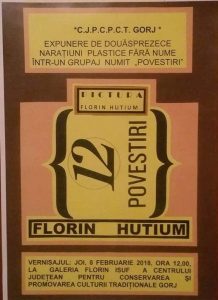 "C.J.P.C.P.C.T. GORJ"
EXPUNERE DE DOUĂSPREZECE
NARAȚIUNI PLASTICE FĂRĂ NUME
ÎNTR-UN GRUPAJ NUMIT „POVESTIRI"
PICTURA
FLORIN HUTIUM
12
POVESTIRI
FLORIN HUTIUM
VERNISAJUL: JOI, 8 FEBRUARIE 2018, ORA 12,00,
LA GALERIA FLORIN ISUF A CENTRULUI
JUDEȚEAN PENTRU CONSERVAREA ȘI
PROMOVAREA CULTURII TRADIȚIONALE GORJ